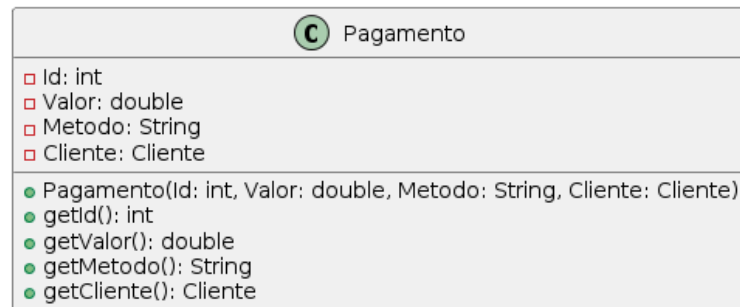 C Pagamento
Id: int
Valor: double
Metodo: String
Cliente: Cliente
Pagamento(Id: int, Valor: double, Metodo: String, Cliente: Cliente)
getId(): int
getValor(): double
getMetodo(): String
getCliente(): Cliente